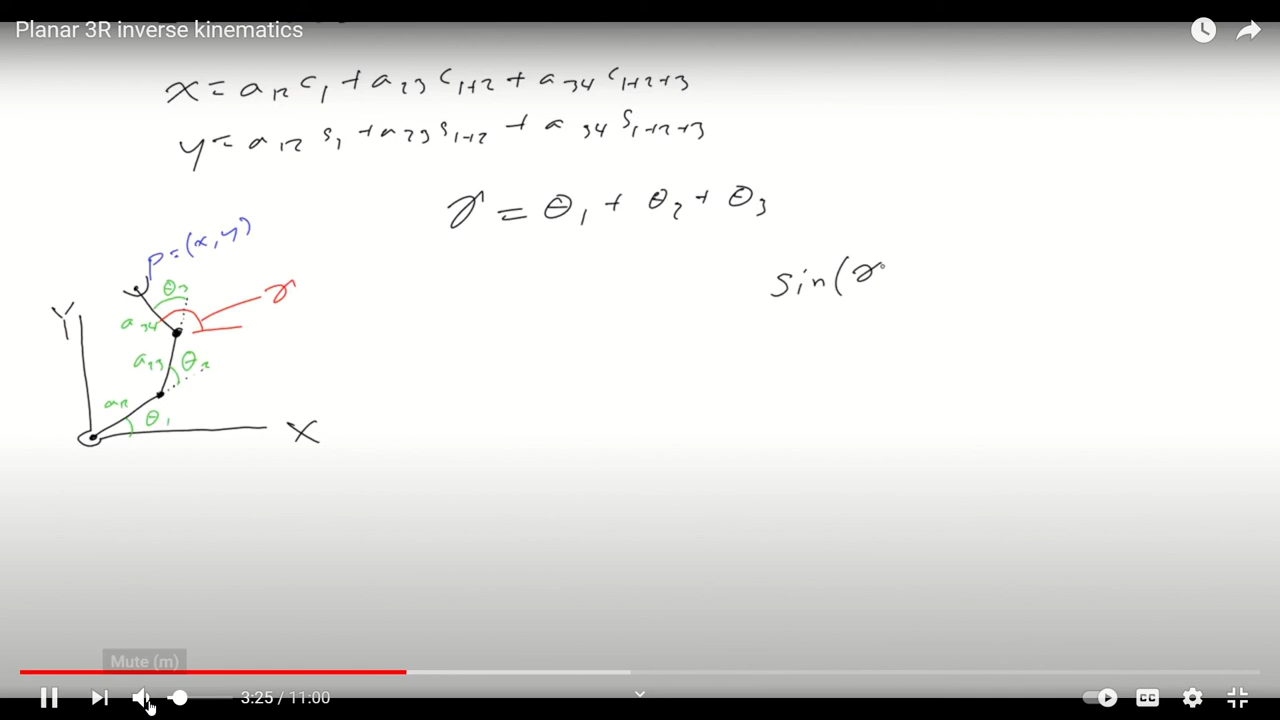 Planar 3R inverse kinematics
x = a₁₂ c₁ + a₂₃ c₁₊₂ + a₃₄ c₁₊₂₊₃
y = a₁₂ s₁ + a₂₃ s₁₊₂ + a₃₄ s₁₊₂₊₃
γ = θ₁ + θ₂ + θ₃
P = (x, y)
sin(γ
θ₃
γ
Y
a₃₄
a₂₃ θ₂
a₁₂ θ₁
X
Mute (m)
3:25 / 11:00
CC